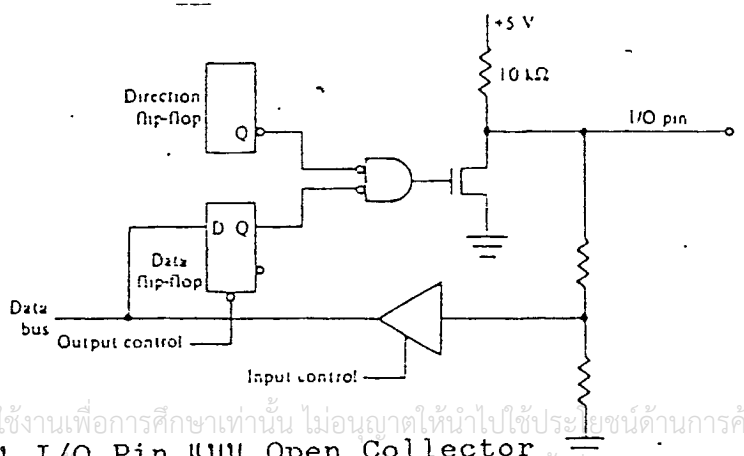 +5 V
10 kΩ
I/O pin
Direction
flip-flop
Q
D Q
Data
flip-flop
Data
bus
Output control
Input control
ใช้งานเพื่อการศึกษาเท่านั้น ไม่อนุญาตให้นำไปใช้ประโยชน์ด้านการค้า
I/O Pin แบบ Open Collector